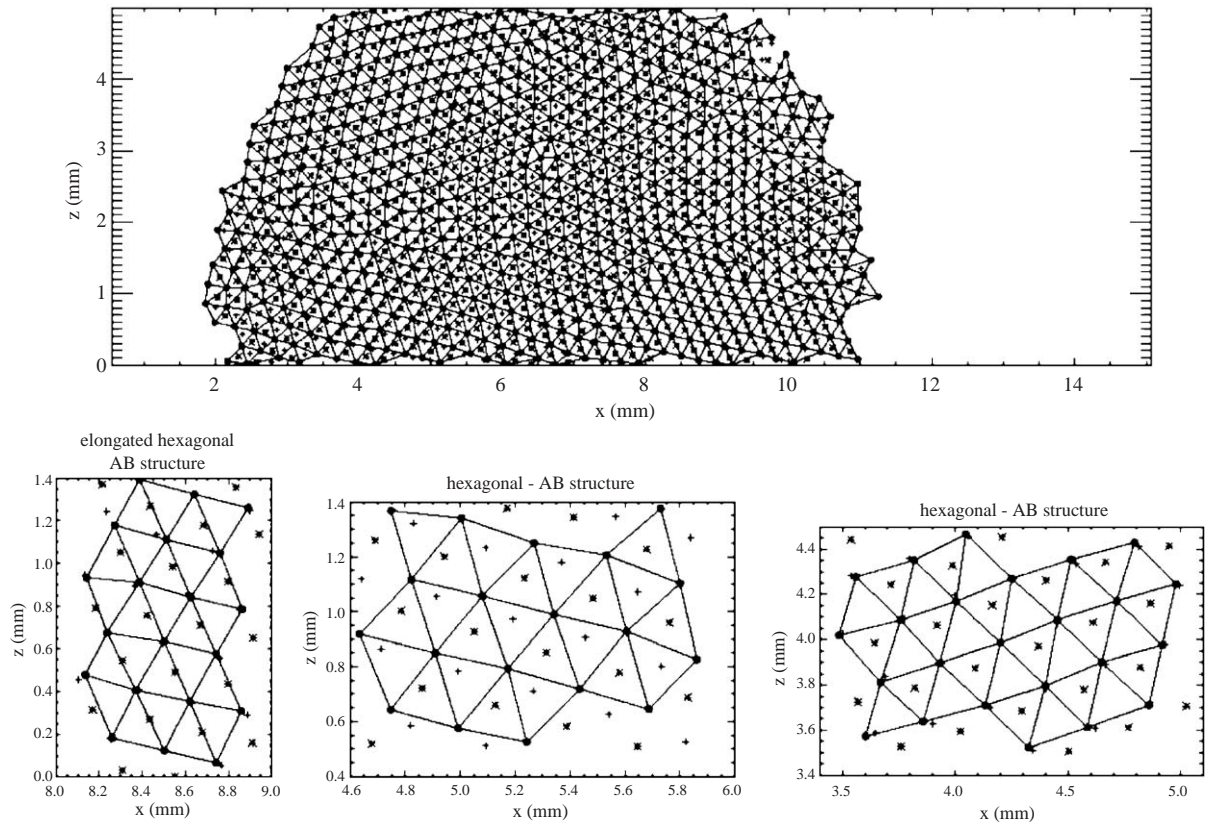 4
3
2
1
0
z (mm)
2 4 6 8 10 12 14
x (mm)
elongated hexagonal
AB structure
1.4
1.2
1.0
0.8
0.6
0.4
0.2
0.0
z (mm)
8.0 8.2 8.4 8.6 8.8 9.0
x (mm)
hexagonal - AB structure
1.4
1.2
1.0
0.8
0.6
0.4
z (mm)
4.6 4.8 5.0 5.2 5.4 5.6 5.8 6.0
x (mm)
hexagonal - AB structure
4.4
4.2
4.0
3.8
3.6
3.4
z (mm)
3.5 4.0 4.5 5.0
x (mm)